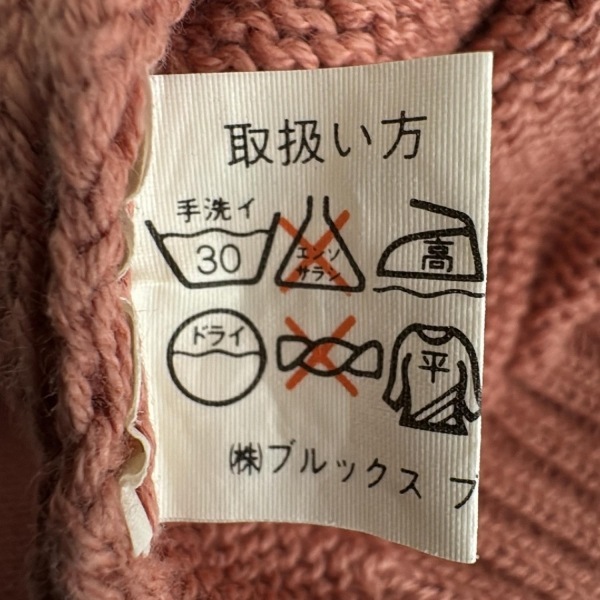 取扱い方
手洗イ
30
エンソ
サラシ
高
ドライ
平
㈱ブルックス ブ